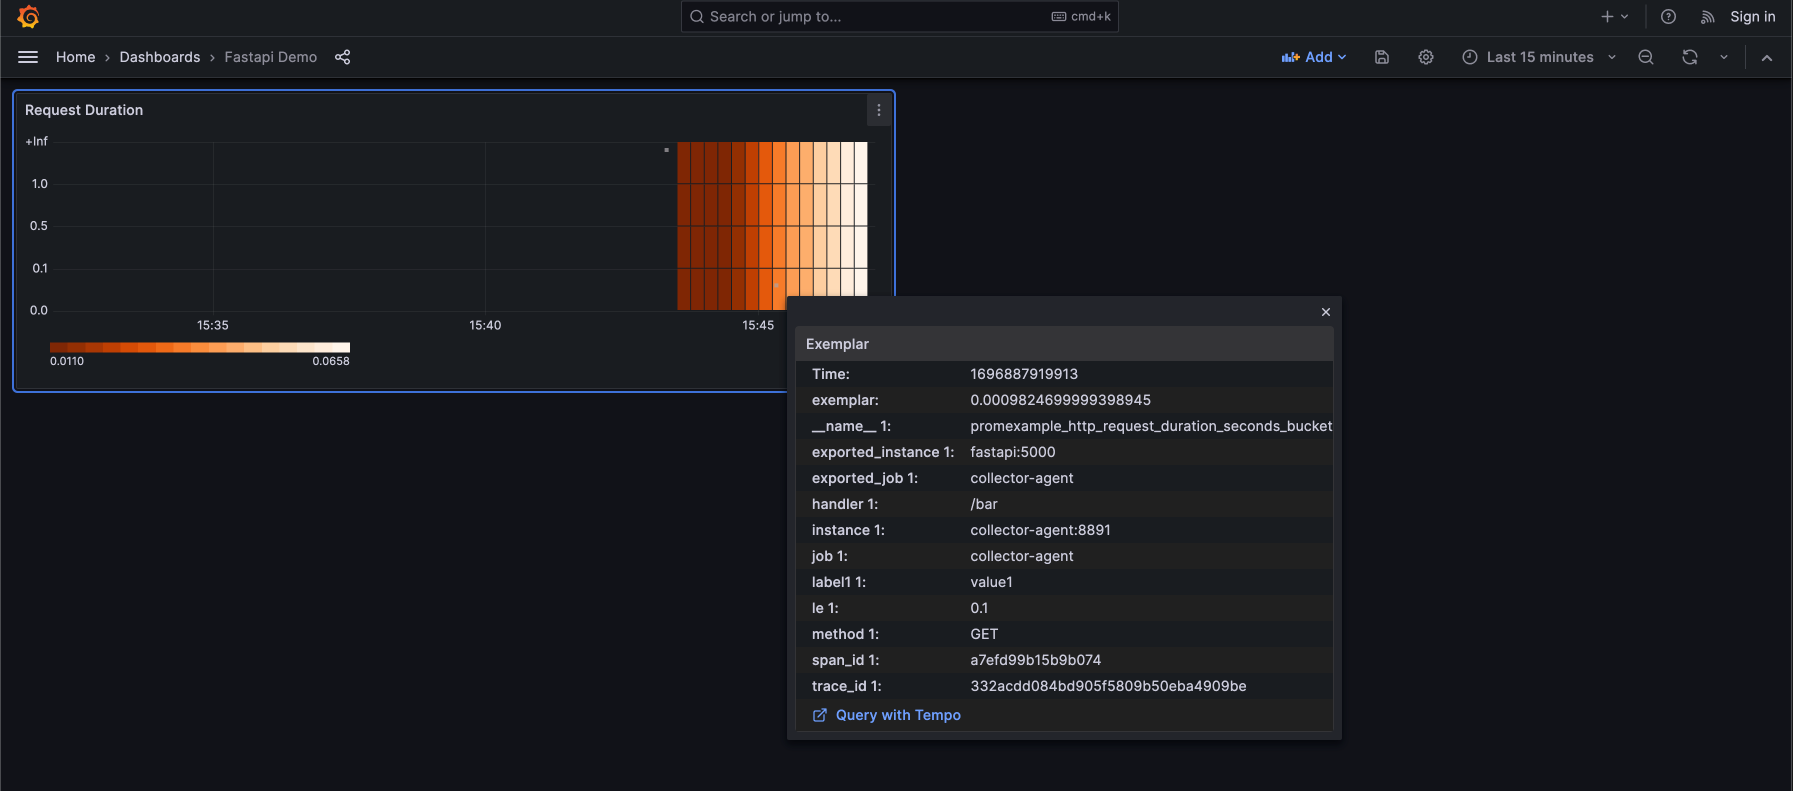 Search or jump to... cmd+k Sign in
Home › Dashboards › Fastapi Demo Add Last 15 minutes
Request Duration
+Inf
1.0
0.5
0.1
0.0
15:35 15:40 15:45
0.0110 0.0658
Exemplar
Time: 1696887919913
exemplar: 0.0009824699999398945
__name__ 1: promexample_http_request_duration_seconds_bucket
exported_instance 1: fastapi:5000
exported_job 1: collector-agent
handler 1: /bar
instance 1: collector-agent:8891
job 1: collector-agent
label1 1: value1
le 1: 0.1
method 1: GET
span_id 1: a7efd99b15b9b074
trace_id 1: 332acdd084bd905f5809b50eba4909be
Query with Tempo